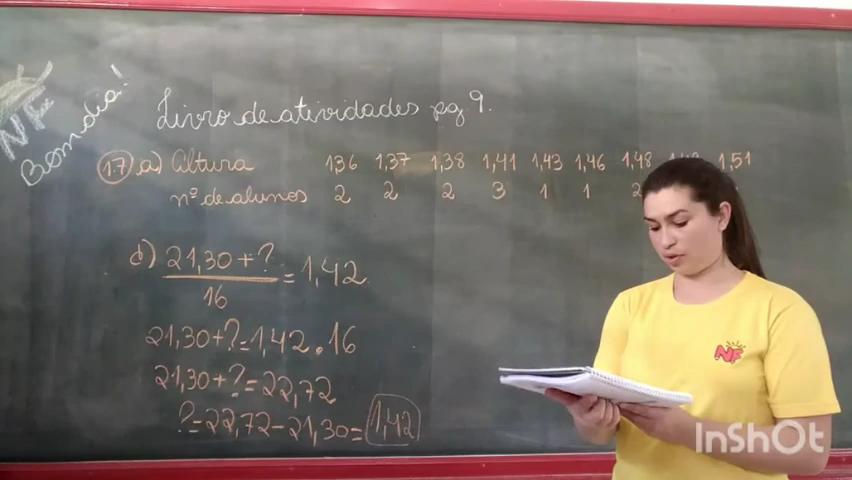 Bom dia!
NF
Livro de atividades pg 9.
1.7 a) Altura 1,36 1,37 1,38 1,41 1,43 1,46 1,48 1,51
nº de alunos 2 2 2 3 1 1 2
d) 21,30 + ? = 1,42
16
21,30 + ? = 1,42 . 16
21,30 + ? = 22,72
? = 22,72 - 21,30 = 1,42
NF
InShOt